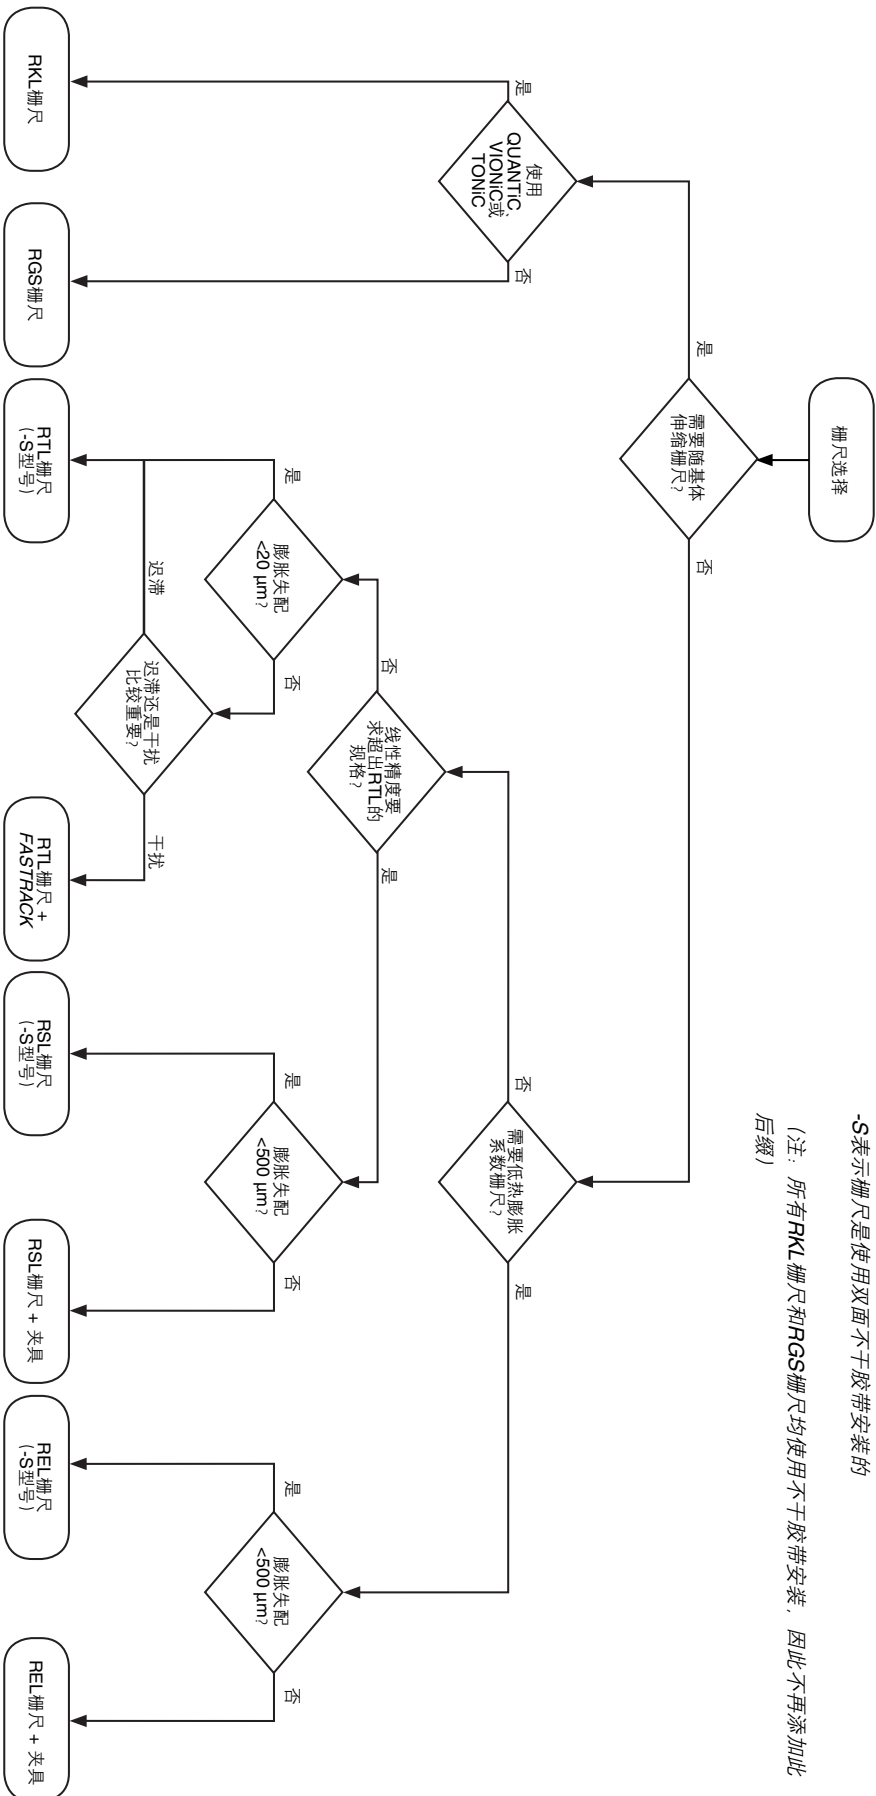 -S表示栅尺是使用双面不干胶带安装的
（注：所有RKL栅尺和RGS栅尺均使用不干胶带安装，因此不再添加此
后缀）
栅尺选择
需要随基体
伸缩栅尺？
是
否
使用
QUANTiC、
VIONiC或
TONiC
是
否
需要低热膨胀
系数栅尺？
否
是
线性精度要
求超出RTL的
规格？
否
是
膨胀失配
<20 µm？
是
否
膨胀失配
<500 µm？
是
否
膨胀失配
<500 µm？
是
否
迟滞还是干扰
比较重要？
迟滞
干扰
RKL栅尺
RGS栅尺
RTL栅尺
（-S型号）
RTL栅尺 +
FASTRACK
RSL栅尺
（-S型号）
RSL栅尺 + 夹具
REL栅尺
（-S型号）
REL栅尺 + 夹具